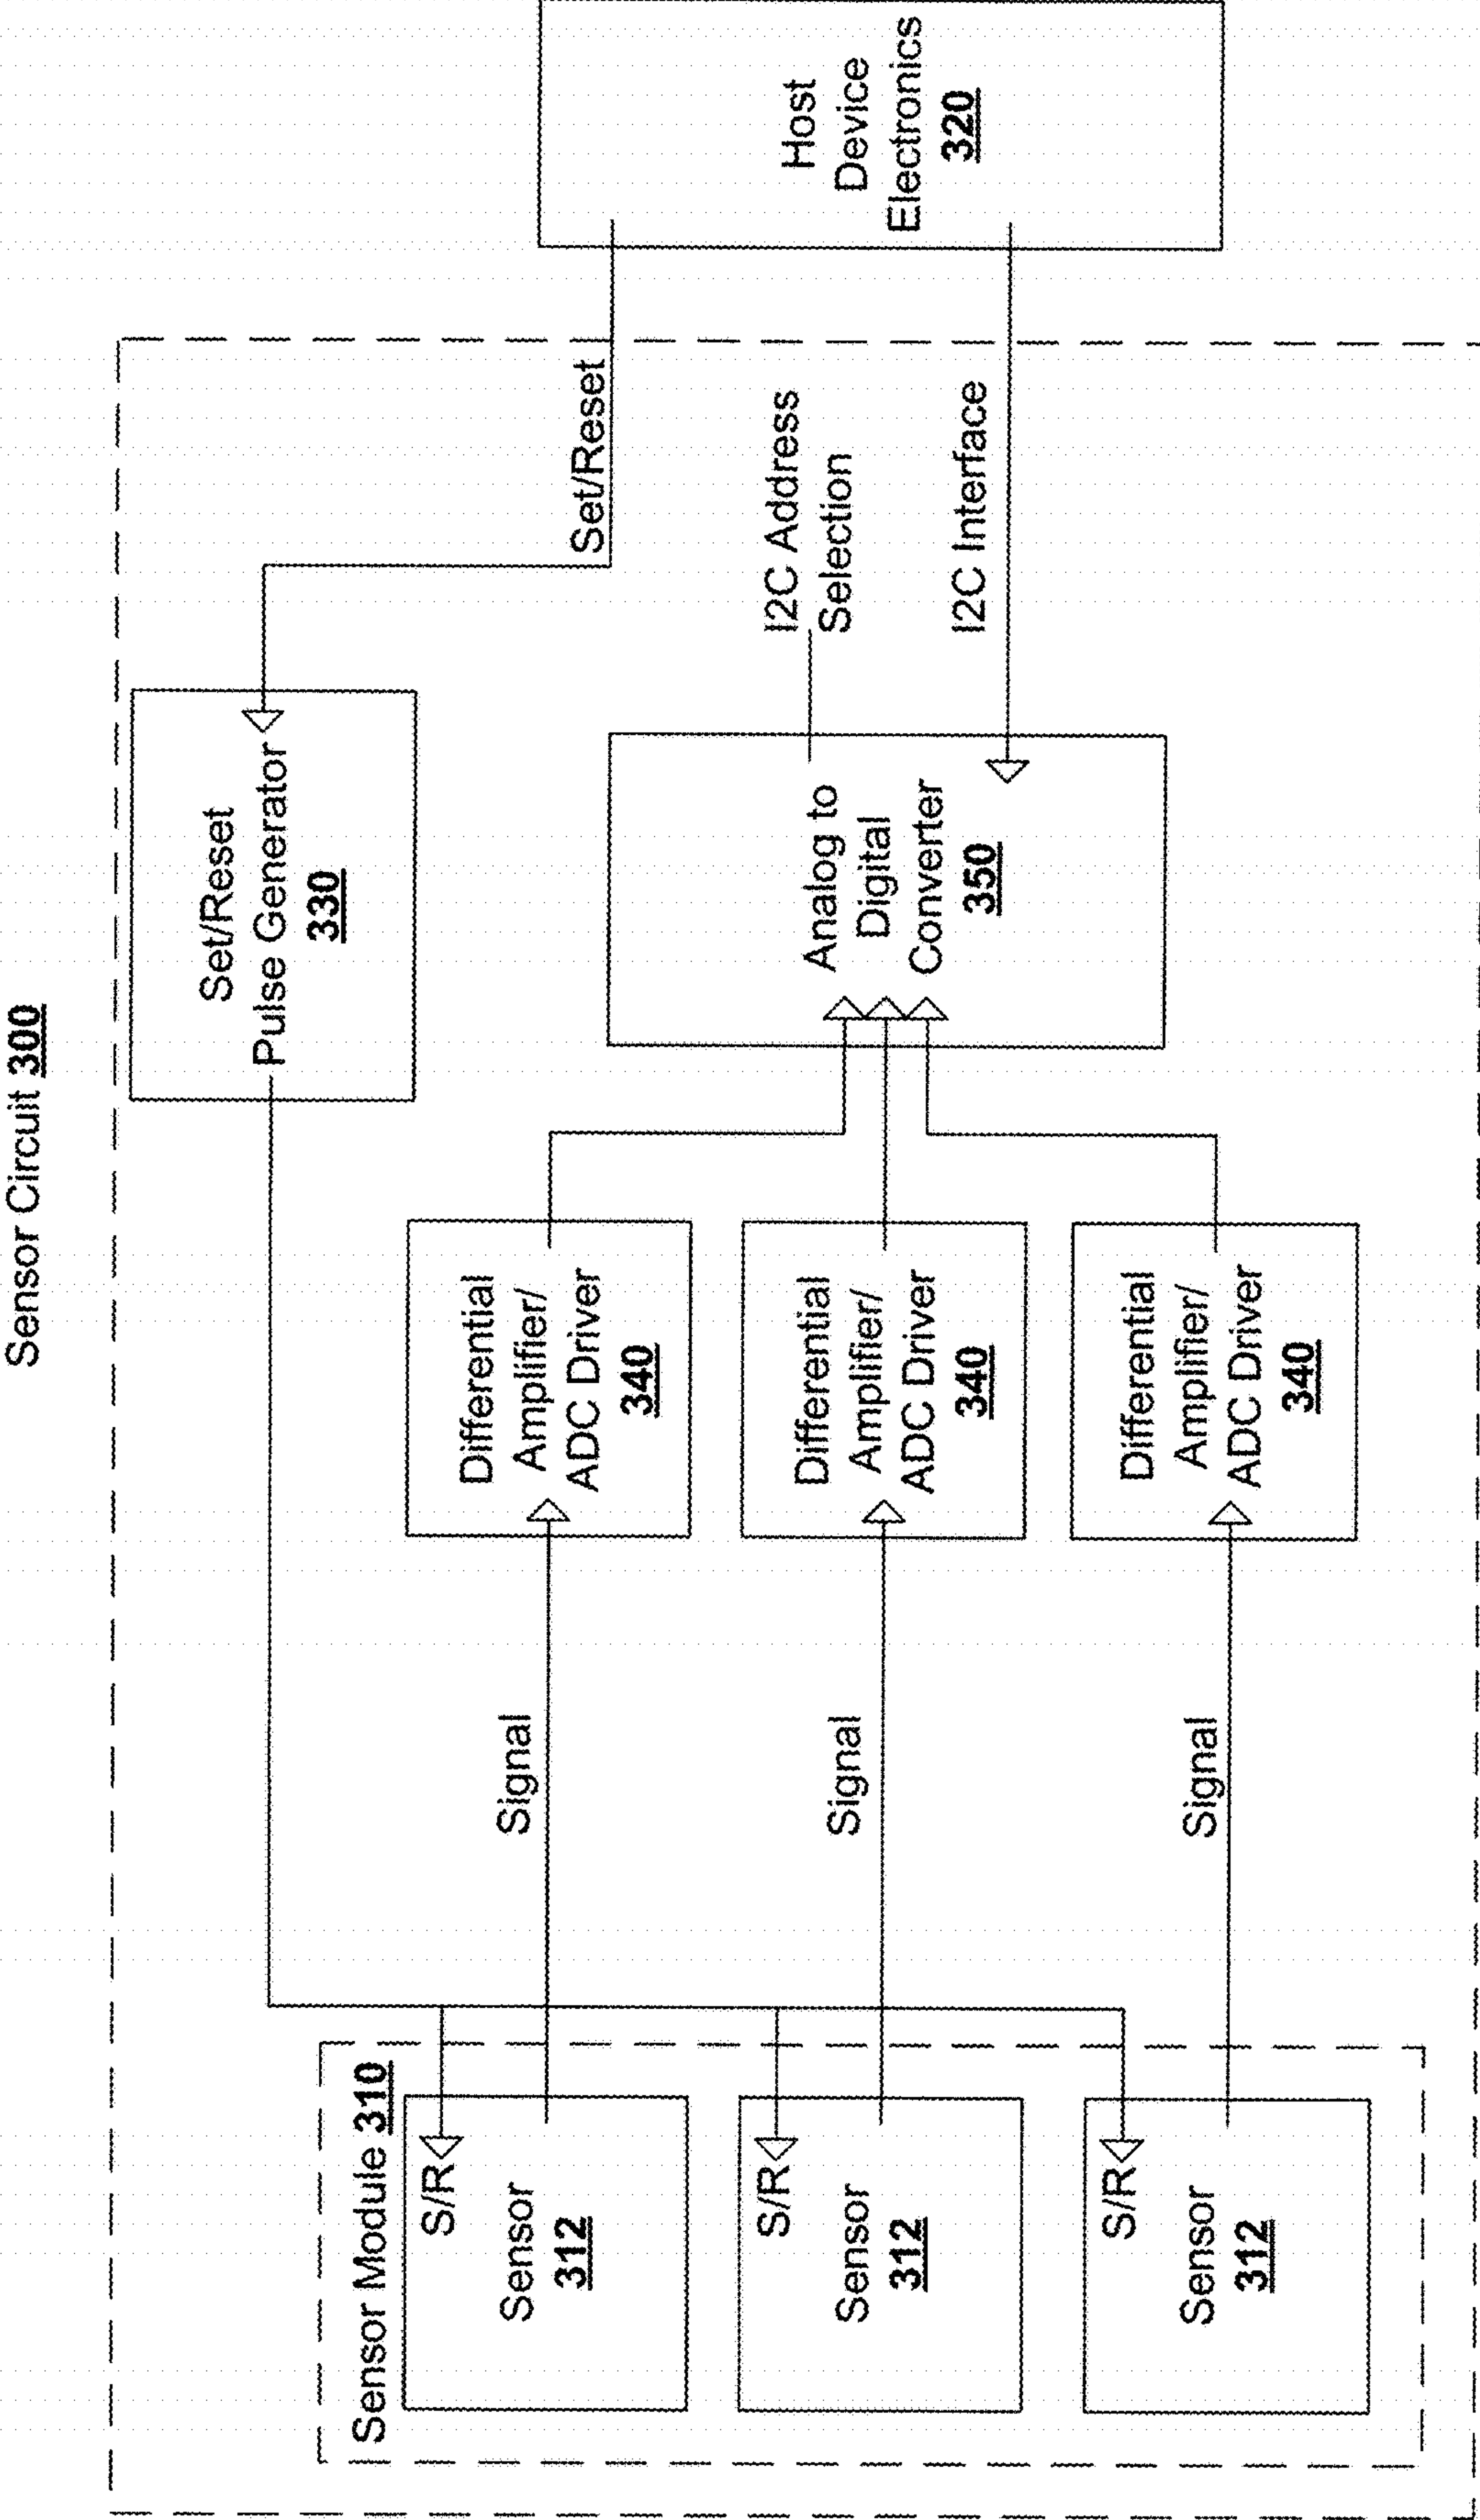 Sensor Circuit 300
Sensor Module 310
S/R
Sensor
312
S/R
Sensor
312
S/R
Sensor
312
Signal
Signal
Signal
Differential
Amplifier/
ADC Driver
340
Differential
Amplifier/
ADC Driver
340
Differential
Amplifier/
ADC Driver
340
Set/Reset
Pulse Generator
330
Analog to
Digital
Converter
350
Set/Reset
I2C Address
Selection
I2C Interface
Host
Device
Electronics
320